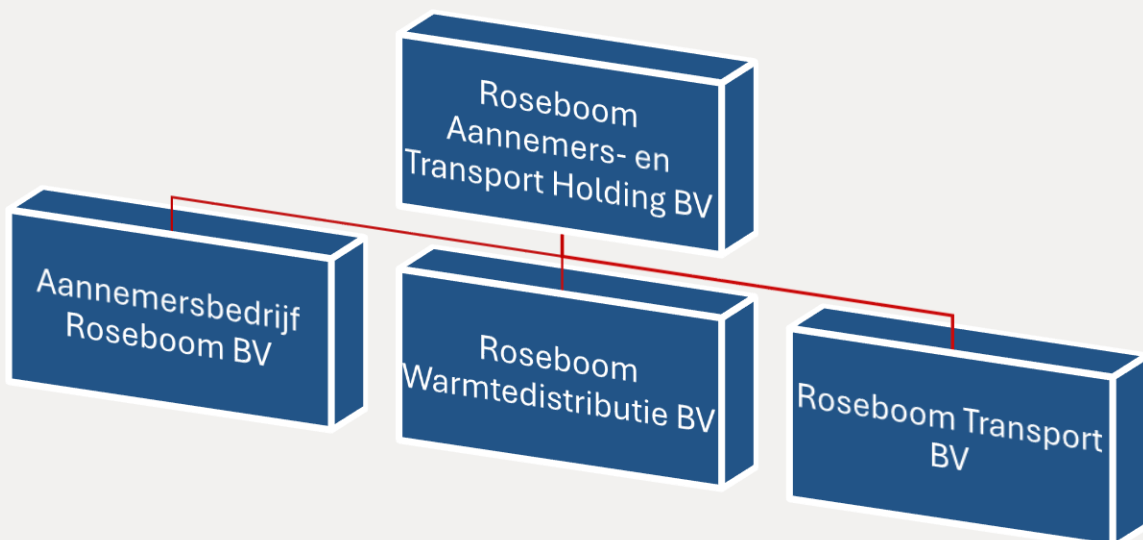 Roseboom
Aannemers- en
Transport Holding BV
Aannemersbedrijf
Roseboom BV
Roseboom
Warmtedistributie BV
Roseboom Transport
BV